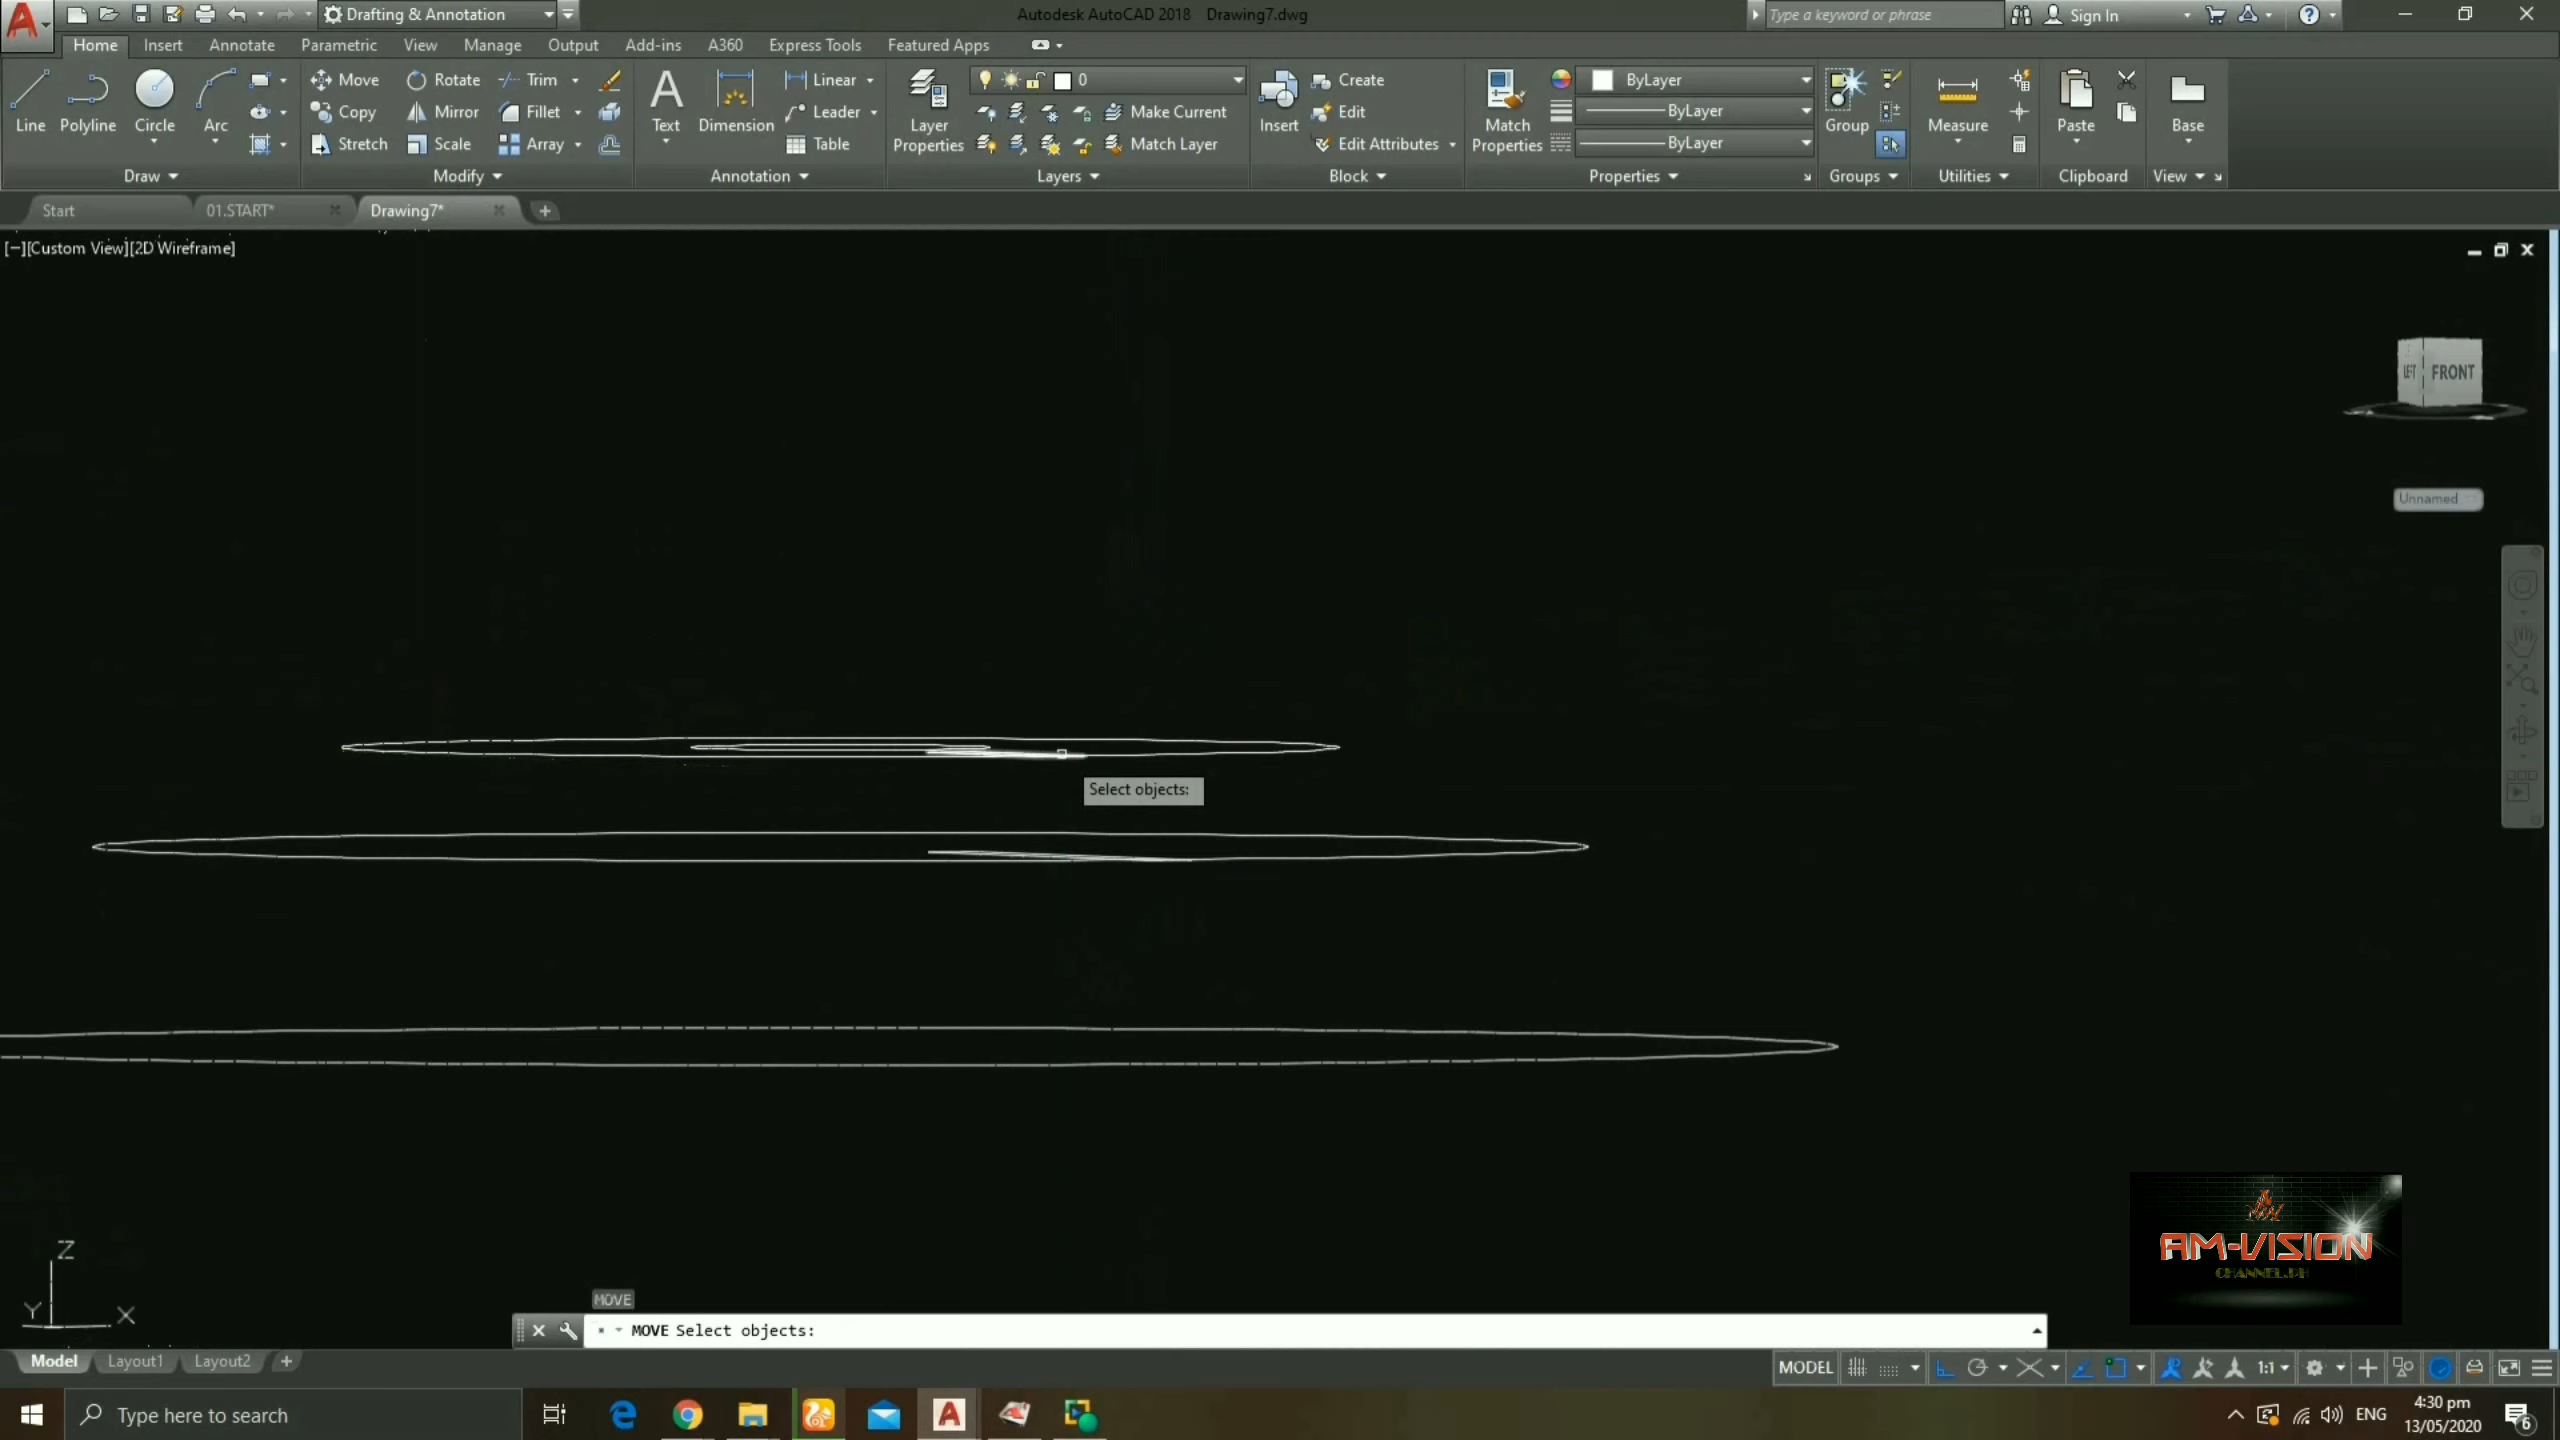 Drafting & Annotation
Autodesk AutoCAD 2018 Drawing7.dwg
Type a keyword or phrase
Sign In
Home Insert Annotate Parametric View Manage Output Add-ins A360 Express Tools Featured Apps
Line Polyline Circle Arc
Move Rotate Trim
Copy Mirror Fillet
Stretch Scale Array
Text Dimension
Linear
Leader
Table
Layer Properties
0
Make Current
Match Layer
Insert
Create
Edit
Edit Attributes
Match Properties
ByLayer
ByLayer
ByLayer
Group
Measure
Paste
Base
Draw Modify Annotation Layers Block Properties Groups Utilities Clipboard View
Start 01.START* Drawing7*
[−][Custom View][2D Wireframe]
LEFT FRONT
Unnamed
Select objects:
AM-VISION
CHANNEL.PH
Z
Y X
MOVE
MOVE Select objects:
Model Layout1 Layout2
MODEL 1:1
Type here to search
ENG
4:30 pm
13/05/2020
6